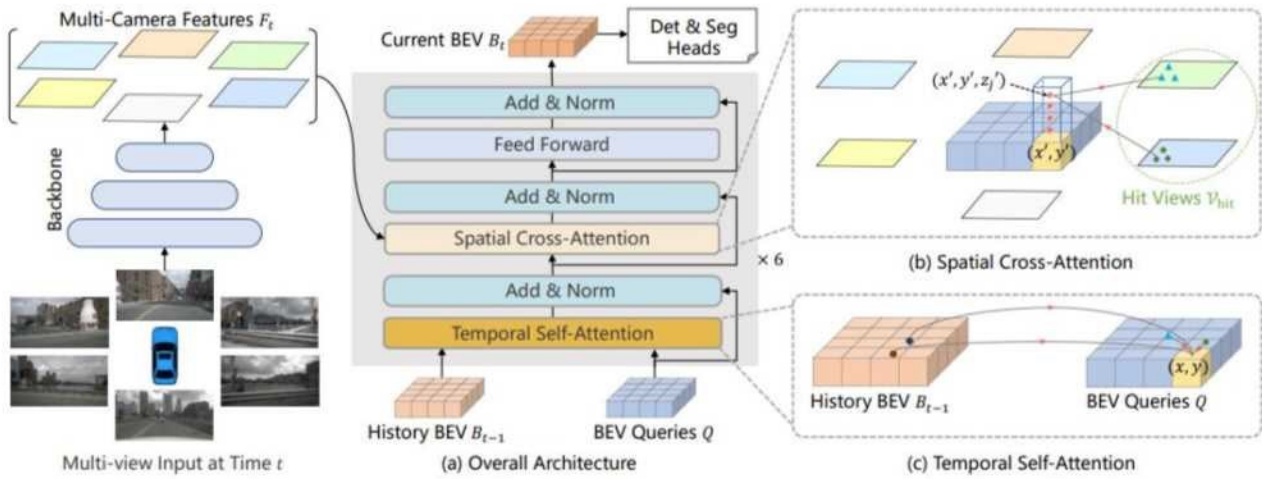 Multi-Camera Features F_t
Backbone
Multi-view Input at Time t
Current BEV B_t
Det & Seg
Heads
Add & Norm
Feed Forward
Add & Norm
Spatial Cross-Attention
× 6
Add & Norm
Temporal Self-Attention
History BEV B_{t−1}
BEV Queries Q
(a) Overall Architecture
(x′, y′, z_j′)
(x′, y′)
Hit Views 𝒱_hit
(b) Spatial Cross-Attention
(x, y)
History BEV B_{t−1}
BEV Queries Q
(c) Temporal Self-Attention